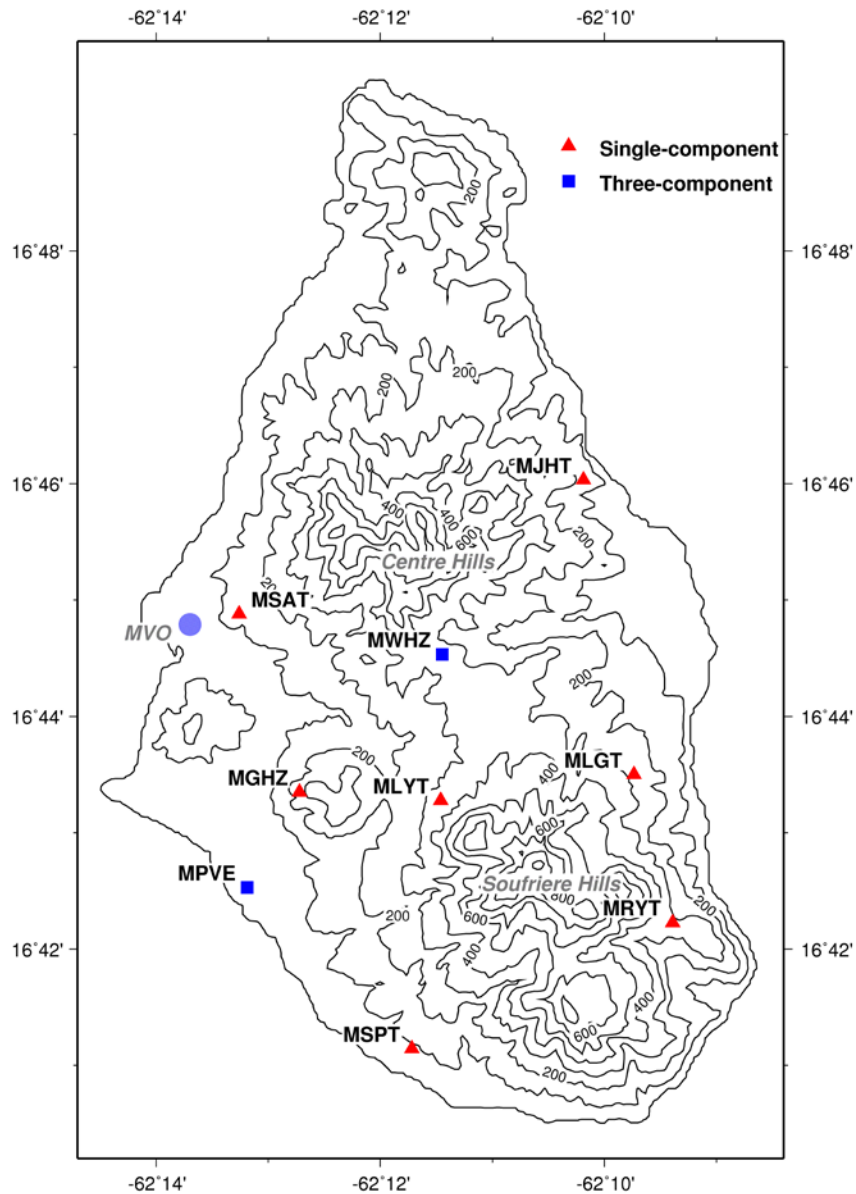 -62˚14' -62˚12' -62˚10'
Single-component
Three-component
200
16˚48' 16˚48'
200
200
MJHT
16˚46' 16˚46'
400
400
600
200
Centre Hills
MSAT
MVO
MWHZ
200
16˚44' 16˚44'
200
MGHZ
MLYT
400
MLGT
600
MPVE
Soufriere Hills
800
MRYT
200
200
600
16˚42' 16˚42'
400
400
MSPT
600
200
-62˚14' -62˚12' -62˚10'